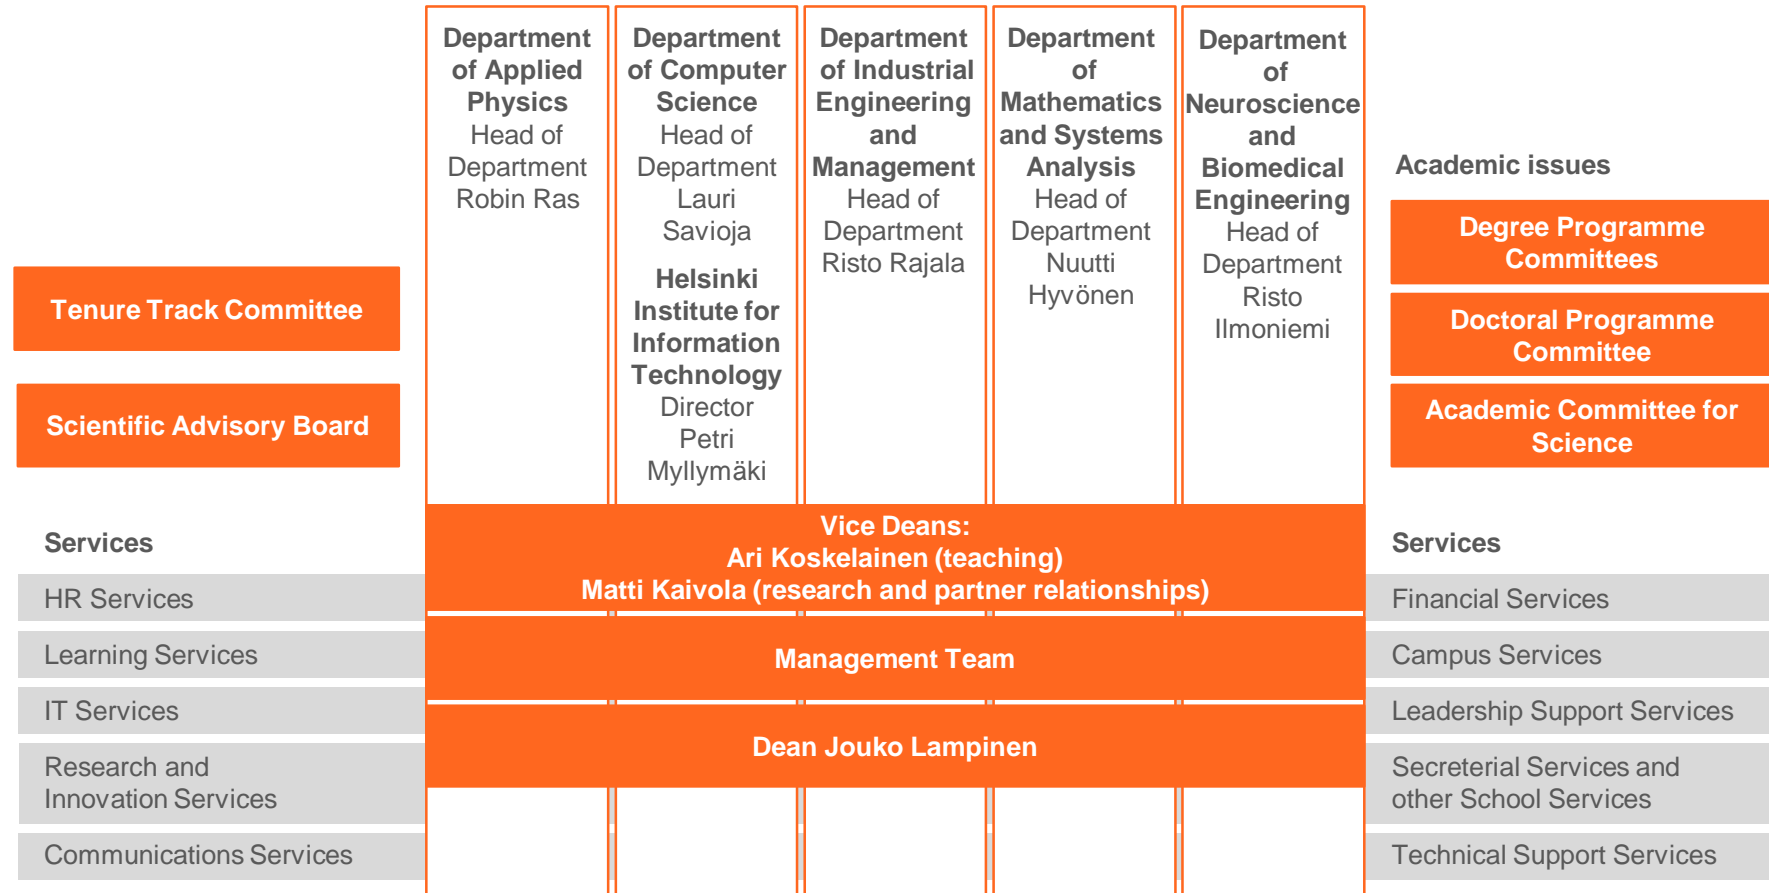 Department
of Applied
Physics
Head of
Department
Robin Ras
Department
of Computer
Science
Head of
Department
Lauri
Savioja
Helsinki
Institute for
Information
Technology
Director
Petri
Myllymäki
Department
of Industrial
Engineering
and
Management
Head of
Department
Risto Rajala
Department
of
Mathematics
and Systems
Analysis
Head of
Department
Nuutti
Hyvönen
Department
of
Neuroscience
and
Biomedical
Engineering
Head of
Department
Risto
Ilmoniemi
Tenure Track Committee
Scientific Advisory Board
Academic issues
Degree Programme
Committees
Doctoral Programme
Committee
Academic Committee for
Science
Vice Deans:
Ari Koskelainen (teaching)
Matti Kaivola (research and partner relationships)
Management Team
Dean Jouko Lampinen
Services
HR Services
Learning Services
IT Services
Research and
Innovation Services
Communications Services
Services
Financial Services
Campus Services
Leadership Support Services
Secreterial Services and
other School Services
Technical Support Services